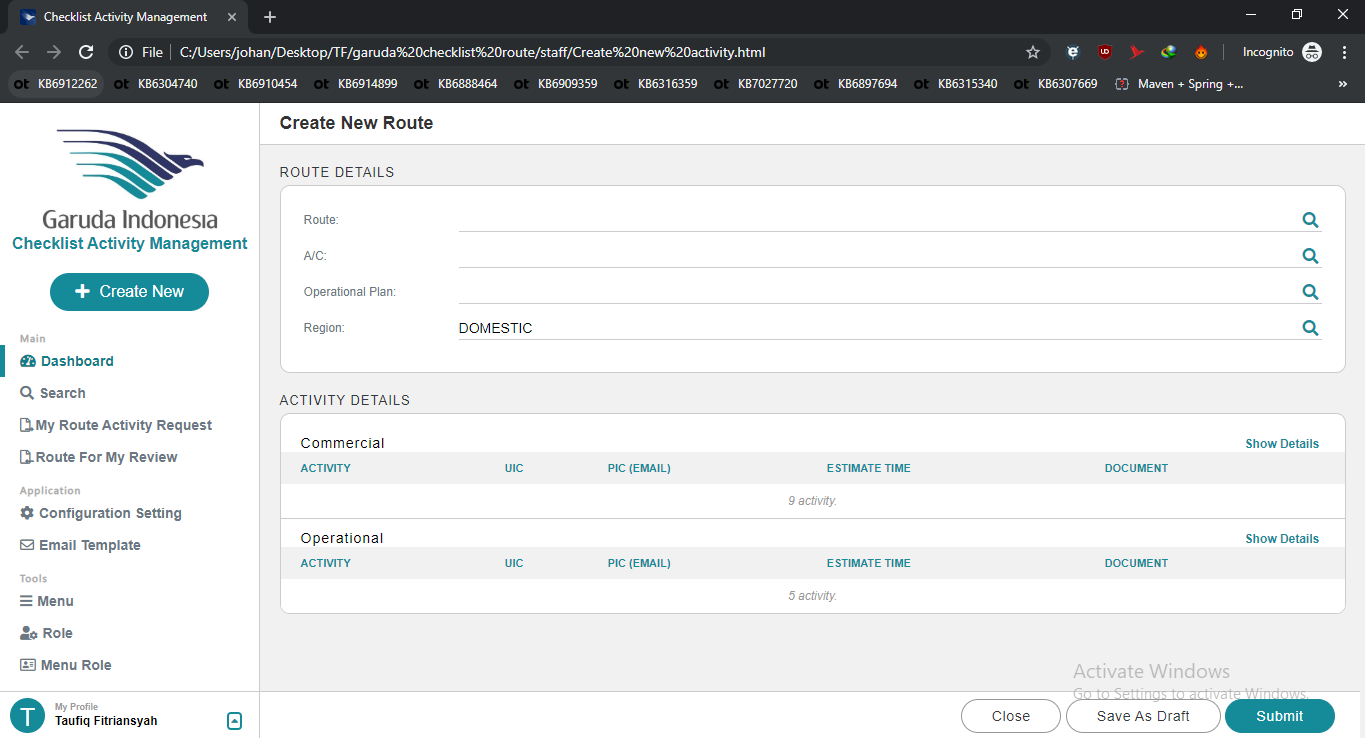 Checklist Activity Management
File
C:/Users/johan/Desktop/TF/garuda%20checklist%20route/staff/Create%20new%20activity.html
UD
Incognito
ot KB6912262 ot KB6304740 ot KB6910454 ot KB6914899 ot KB6888464 ot KB6909359 ot KB6316359 ot KB7027720 ot KB6897694 ot KB6315340 ot KB6307669 Maven + Spring +...
Garuda Indonesia
Checklist Activity Management
Create New
Main
Dashboard
Search
My Route Activity Request
Route For My Review
Application
Configuration Setting
Email Template
Tools
Menu
Role
Menu Role
T
My Profile
Taufiq Fitriansyah
Create New Route
ROUTE DETAILS
Route:
A/C:
Operational Plan:
Region: DOMESTIC
ACTIVITY DETAILS
Commercial Show Details
ACTIVITY UIC PIC (EMAIL) ESTIMATE TIME DOCUMENT
9 activity.
Operational Show Details
ACTIVITY UIC PIC (EMAIL) ESTIMATE TIME DOCUMENT
5 activity.
Activate Windows
Go to Settings to activate Windows.
Close Save As Draft Submit